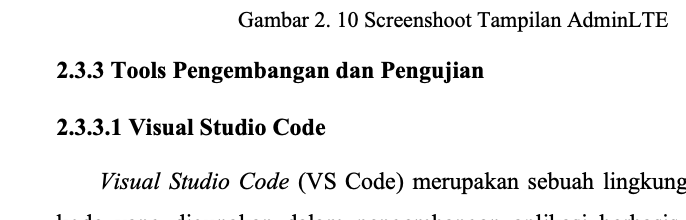 Gambar 2. 10 Screenshoot Tampilan AdminLTE
2.3.3 Tools Pengembangan dan Pengujian
2.3.3.1 Visual Studio Code
Visual Studio Code (VS Code) merupakan sebuah lingkung